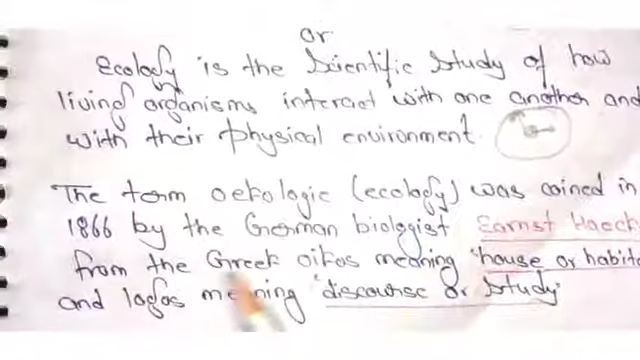 or
Ecology is the scientific study of how
living organisms interact with one another and
with their physical environment.
The term oekologie (ecology) was coined in
1866 by the German biologist Earnst Haeck
from the Greek oikos meaning "house or habita
and logos meaning 'discourse or study'